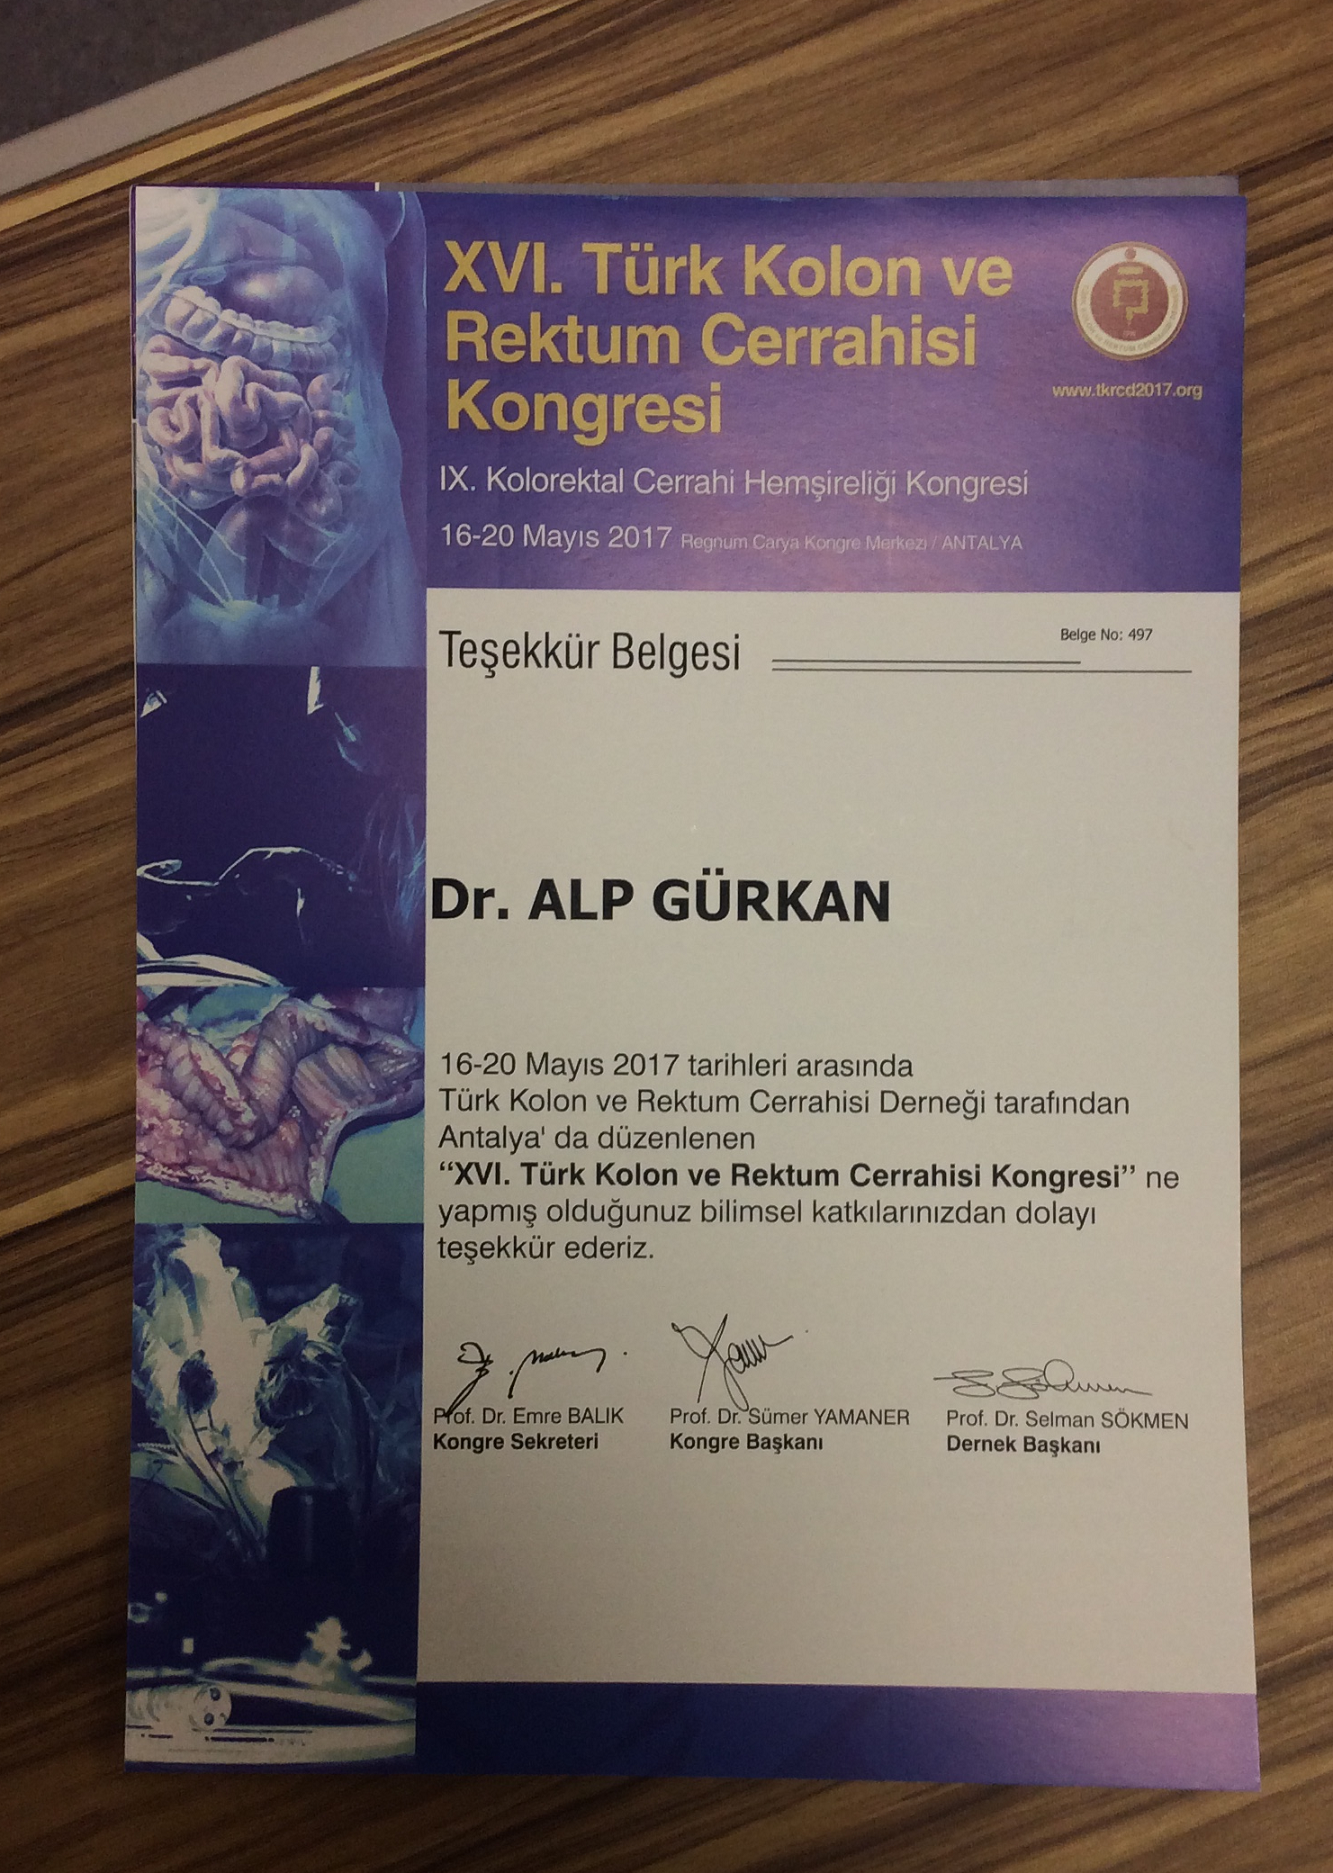 XVI. Türk Kolon ve
Rektum Cerrahisi
Kongresi
www.tkrcd2017.org
IX. Kolorektal Cerrahi Hemşireliği Kongresi
16-20 Mayıs 2017 Regnum Carya Kongre Merkezi / ANTALYA
Teşekkür Belgesi
Belge No: 497
Dr. ALP GÜRKAN
16-20 Mayıs 2017 tarihleri arasında
Türk Kolon ve Rektum Cerrahisi Derneği tarafından
Antalya' da düzenlenen
“XVI. Türk Kolon ve Rektum Cerrahisi Kongresi” ne
yapmış olduğunuz bilimsel katkılarınızdan dolayı
teşekkür ederiz.
Prof. Dr. Emre BALIK
Kongre Sekreteri
Prof. Dr. Sümer YAMANER
Kongre Başkanı
Prof. Dr. Selman SÖKMEN
Dernek Başkanı